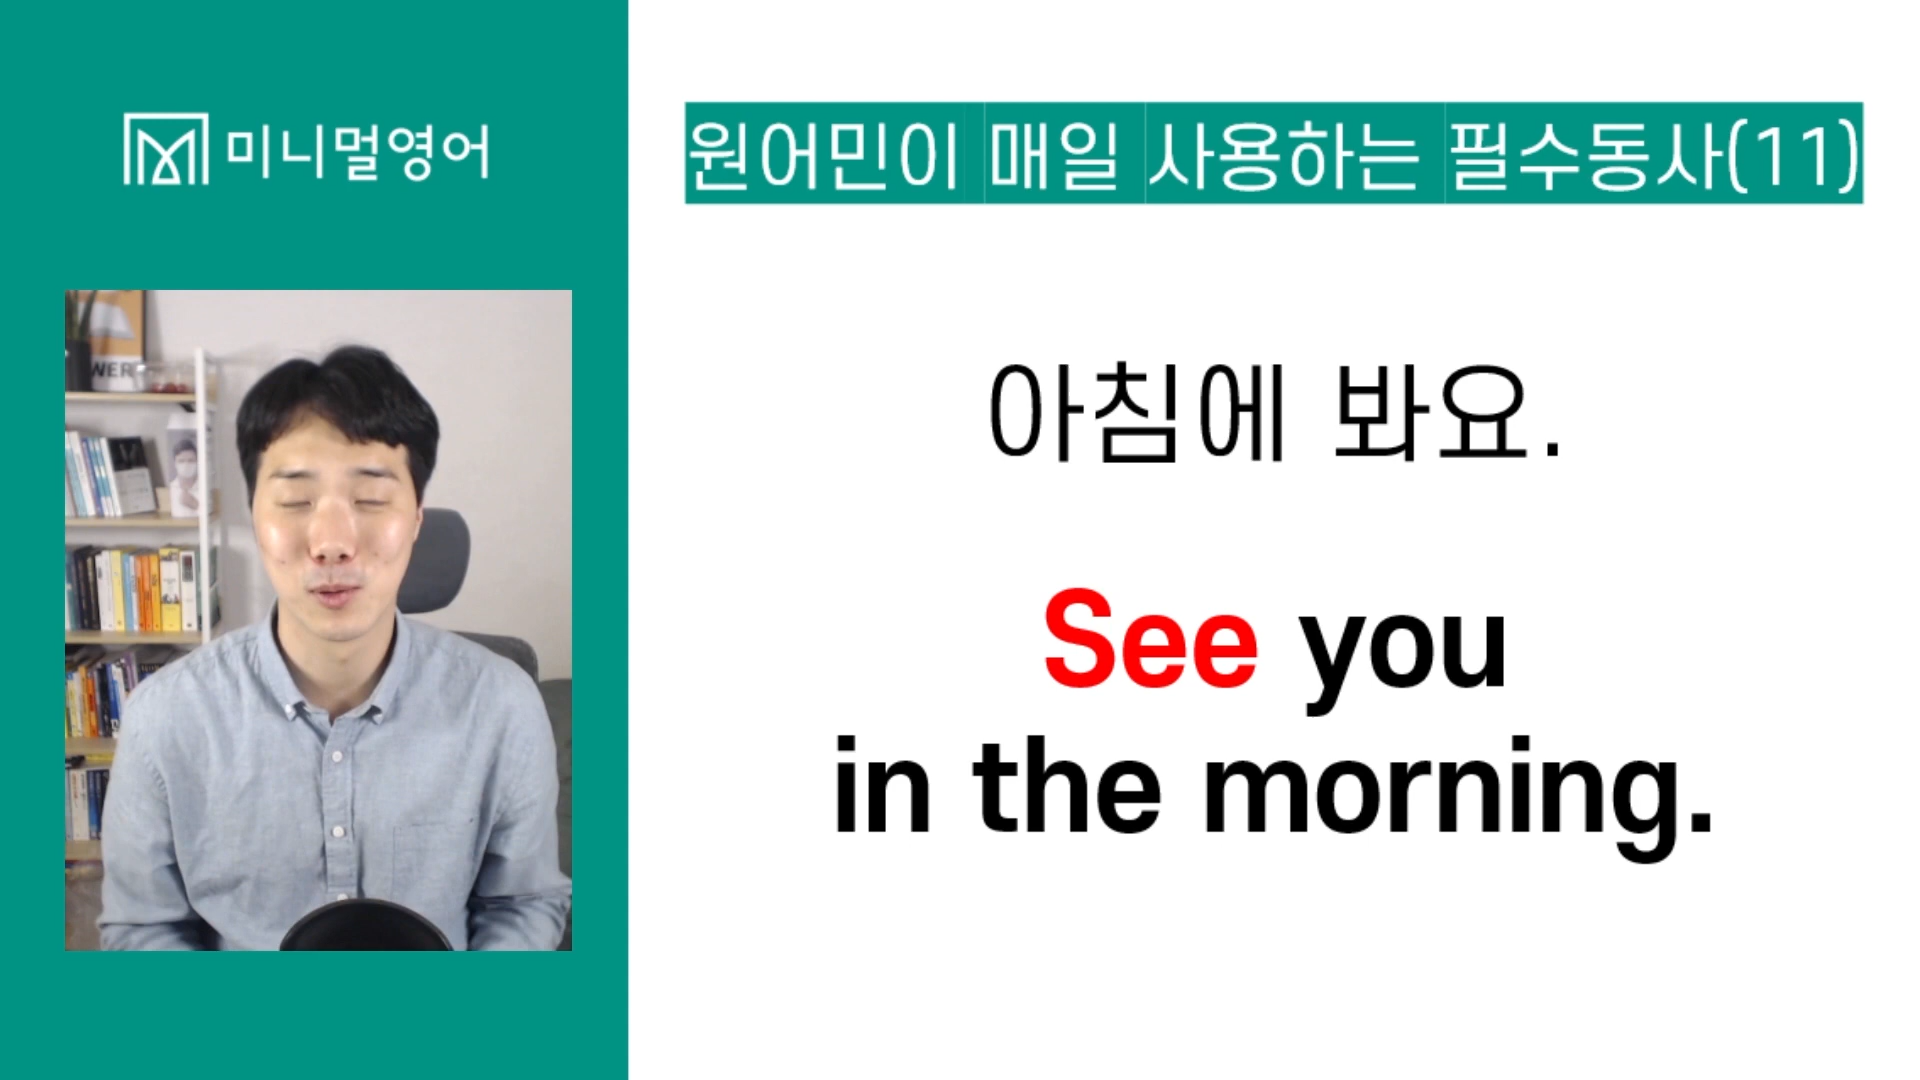 미니멀영어
원어민이 매일 사용하는 필수동사(11)
WER
아침에 봐요.
See you
in the morning.